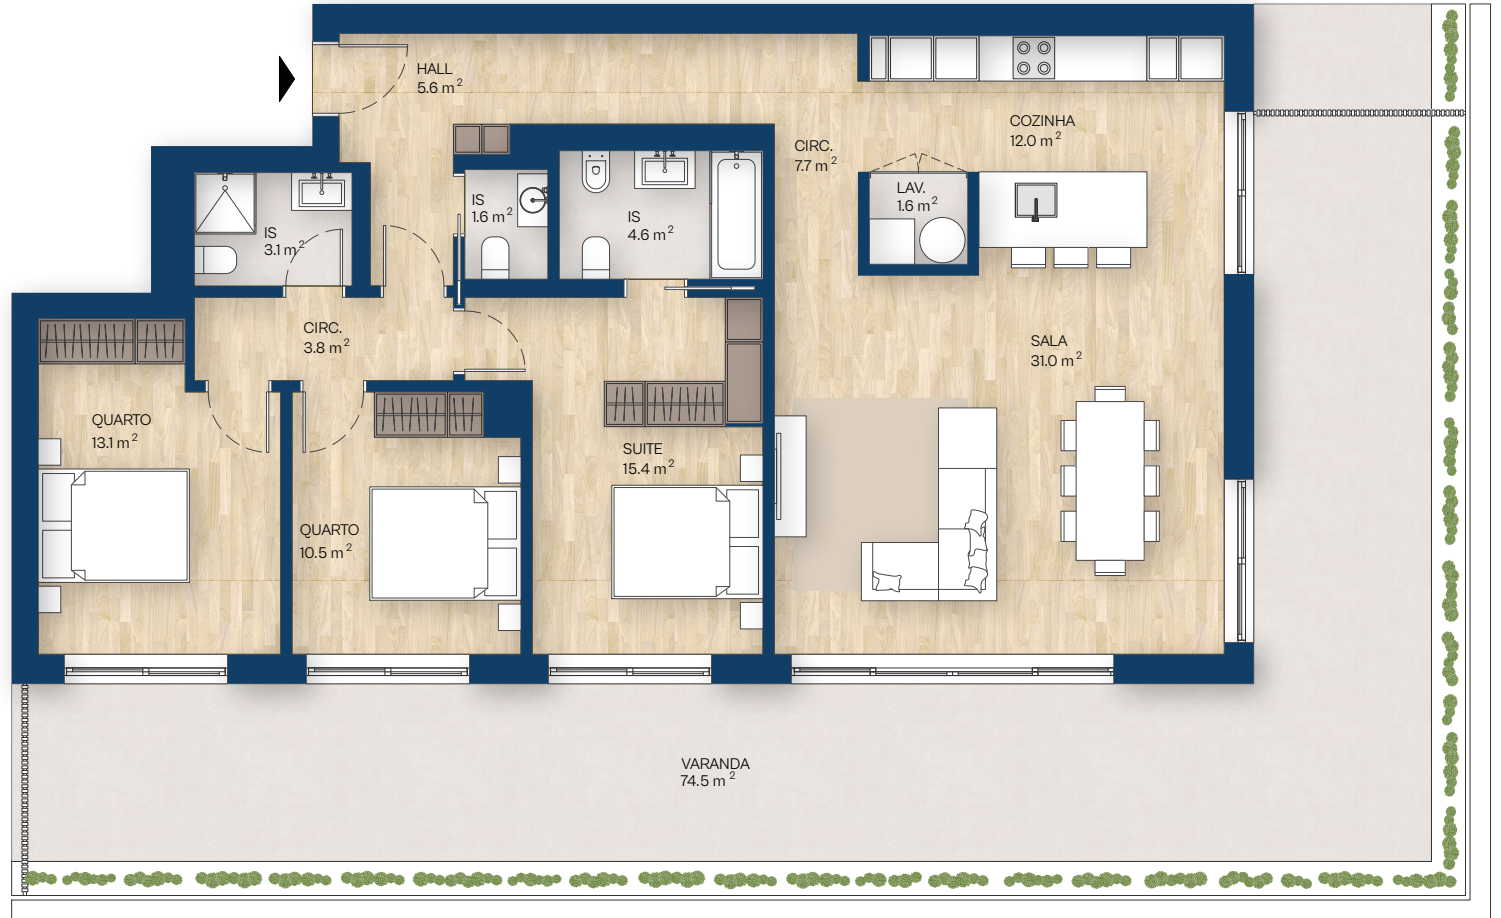 HALL
5.6 m²
COZINHA
12.0 m²
CIRC.
7.7 m²
LAV.
1.6 m²
IS
1.6 m²
IS
4.6 m²
IS
3.1 m²
CIRC.
3.8 m²
SALA
31.0 m²
QUARTO
13.1 m²
SUITE
15.4 m²
QUARTO
10.5 m²
VARANDA
74.5 m²